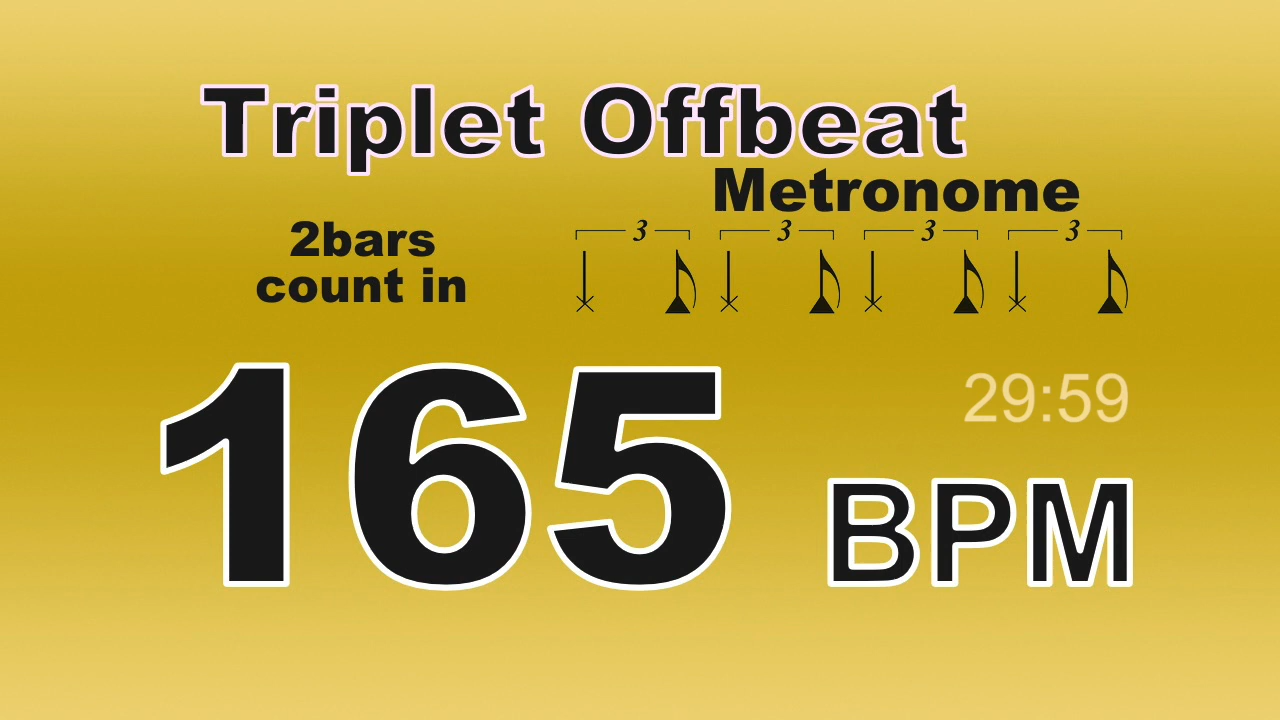 Triplet Offbeat
Metronome
2bars
count in
3 3 3 3
165
29:59
BPM